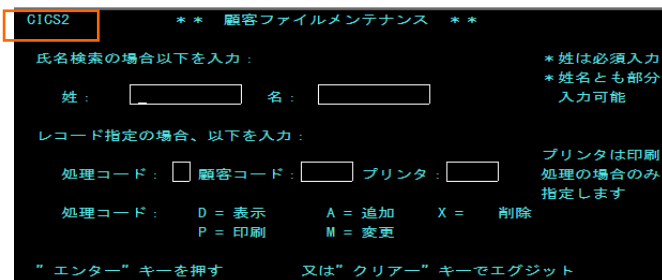 GICS2 ** 顧客ファイルメンテナンス **
氏名検索の場合以下を入力: *姓は必須入力
*姓名とも部分
姓: _ 名: 入力可能
レコード指定の場合、以下を入力:
プリンタは印刷
処理コード: 顧客コード: プリンタ: 処理の場合のみ
指定します
処理コード: D = 表示 A = 追加 X = 削除
P = 印刷 M = 変更
”エンター”キーを押す 又は”クリアー”キーでエグジット